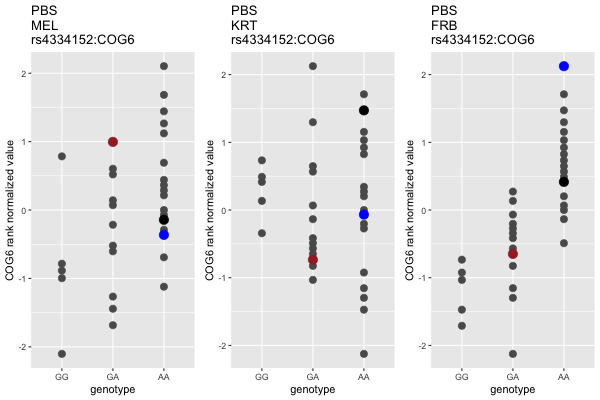 PBS
MEL
rs4334152:COG6
COG6 rank normalized value
2
1
0
-1
-2
GG
GA
AA
genotype
PBS
KRT
rs4334152:COG6
COG6 rank normalized value
2
1
0
-1
-2
GG
GA
AA
genotype
PBS
FRB
rs4334152:COG6
COG6 rank normalized value
2
1
0
-1
-2
GG
GA
AA
genotype